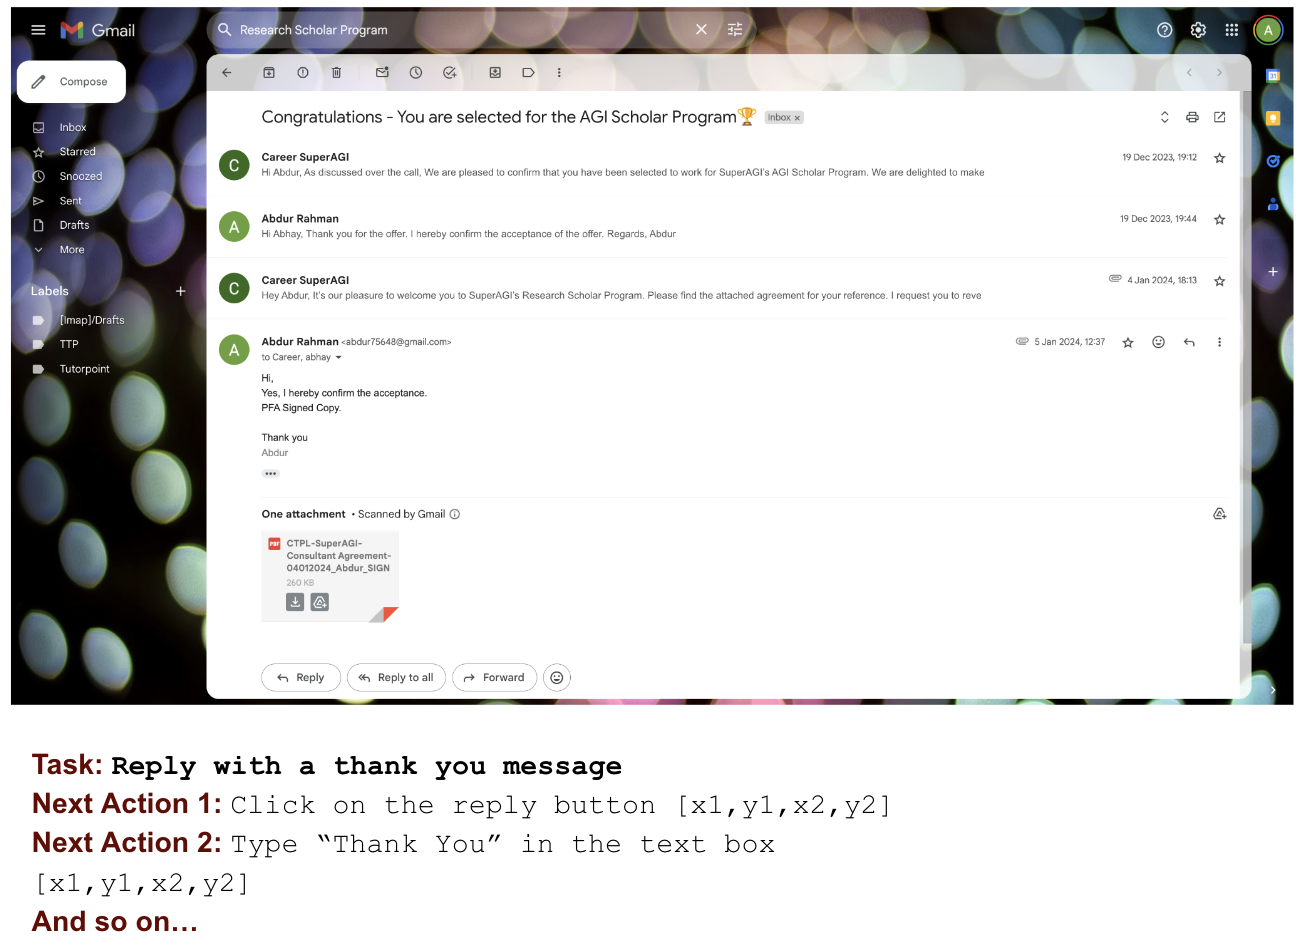 Gmail
Research Scholar Program
A
Compose
Inbox
Starred
Snoozed
Sent
Drafts
More
Labels
[Imap]/Drafts
TTP
Tutorpoint
Congratulations - You are selected for the AGI Scholar Program🏆 Inbox x
C
Career SuperAGI
19 Dec 2023, 19:12
Hi Abdur, As discussed over the call, We are pleased to confirm that you have been selected to work for SuperAGI's AGI Scholar Program. We are delighted to make
A
Abdur Rahman
19 Dec 2023, 19:44
Hi Abhay, Thank you for the offer. I hereby confirm the acceptance of the offer. Regards, Abdur
C
Career SuperAGI
4 Jan 2024, 18:13
Hey Abdur, It's our pleasure to welcome you to SuperAGI's Research Scholar Program. Please find the attached agreement for your reference. I request you to reve
A
Abdur Rahman <abdur75648@gmail.com>
5 Jan 2024, 12:37
to Career, abhay
Hi,
Yes, I hereby confirm the acceptance.
PFA Signed Copy.
Thank you
Abdur
One attachment • Scanned by Gmail
PDF
CTPL-SuperAGI-
Consultant Agreement-
04012024_Abdur_SIGN
260 KB
Reply
Reply to all
Forward
31
Task: Reply with a thank you message
Next Action 1: Click on the reply button [x1,y1,x2,y2]
Next Action 2: Type “Thank You” in the text box
[x1,y1,x2,y2]
And so on…